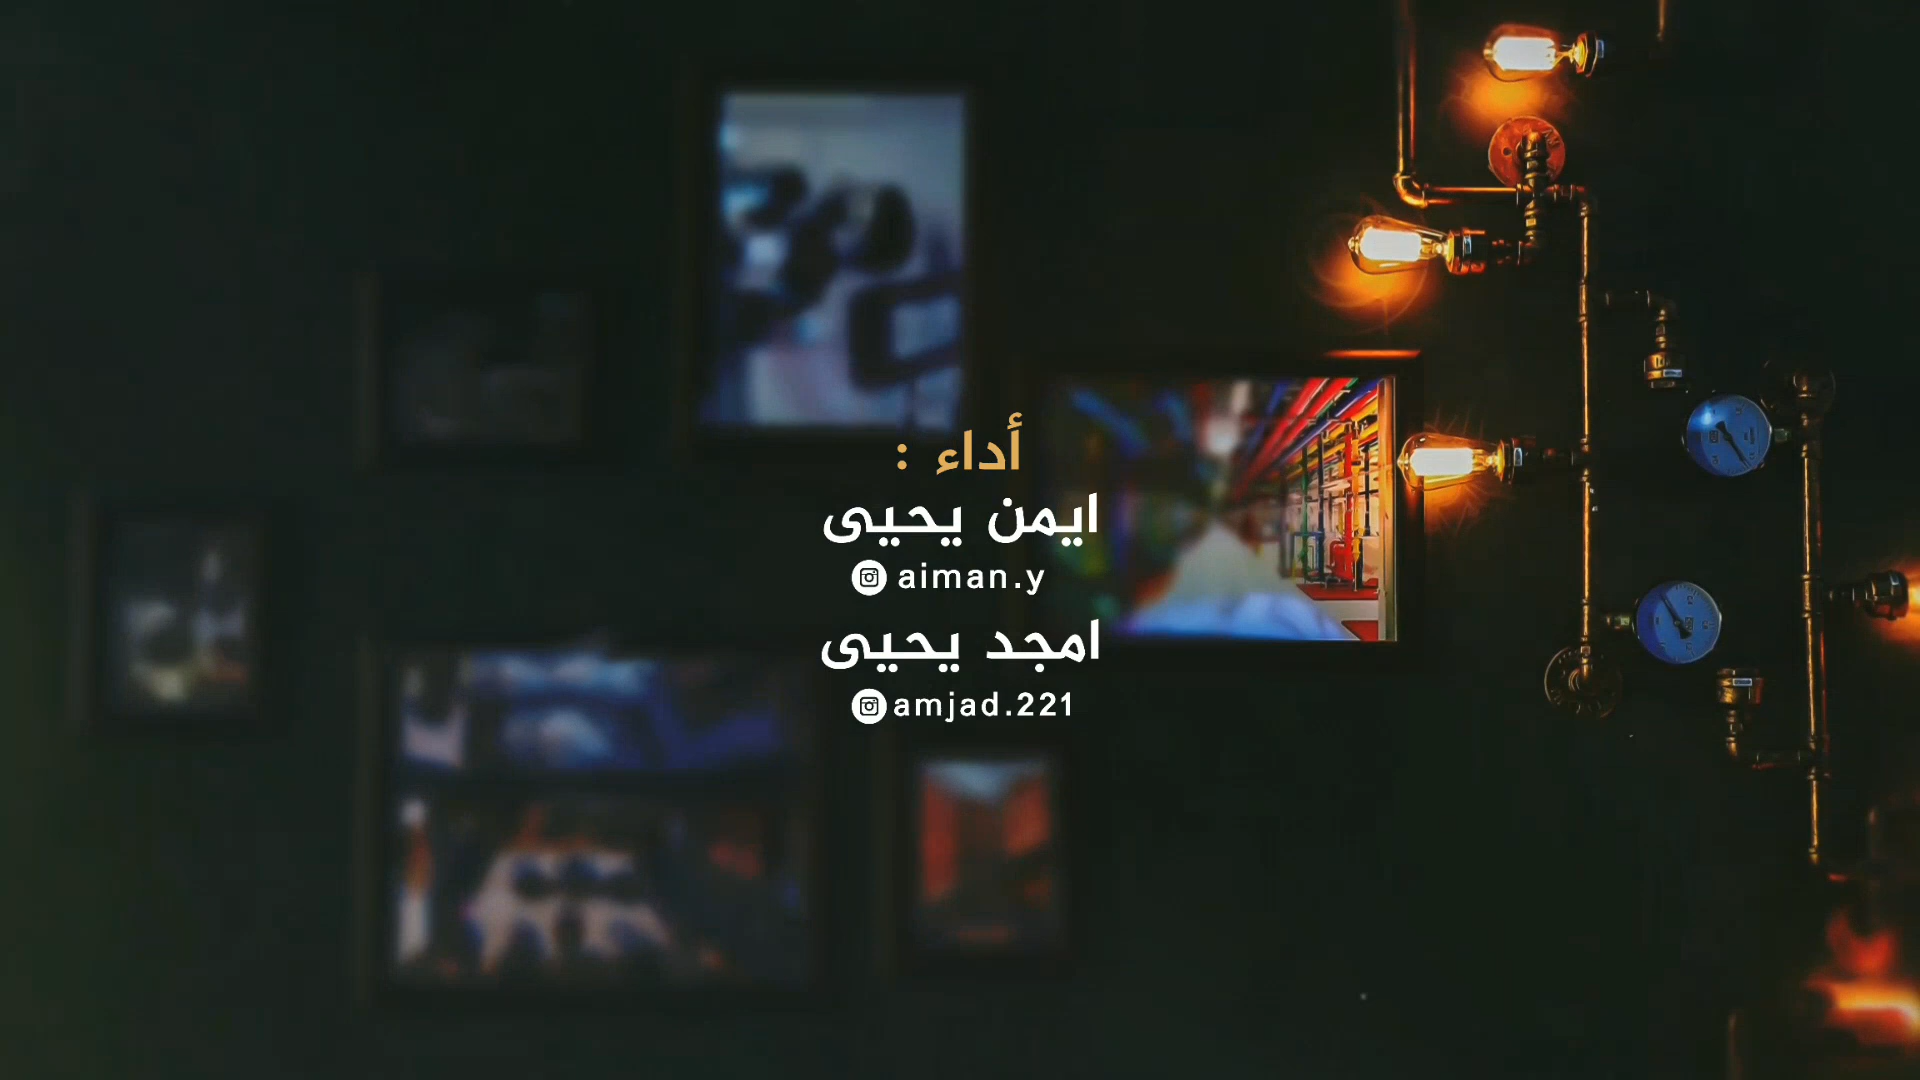 أداء :
ايمن يحيى
aiman.y
امجد يحيى
amjad.221